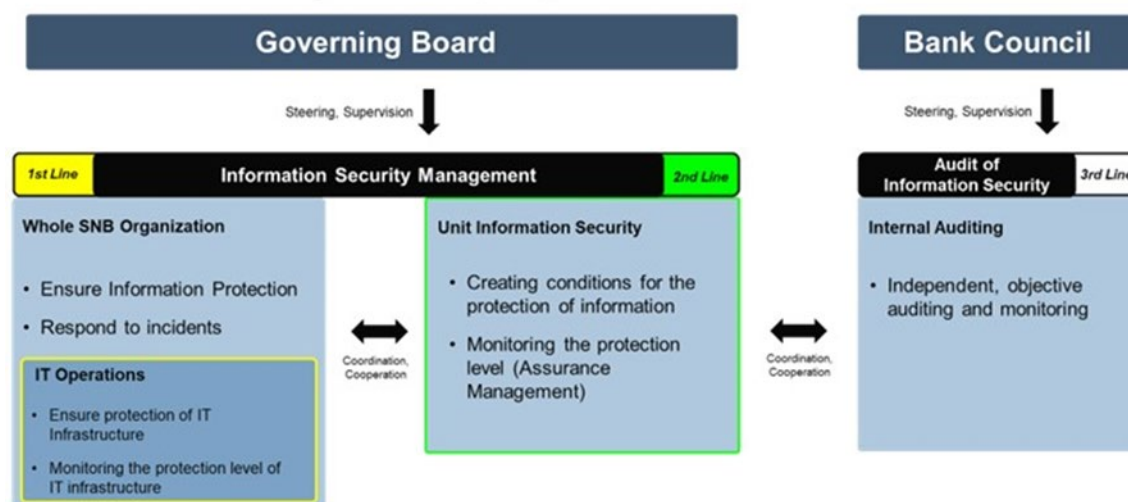 Governing Board
Bank Council
Steering, Supervision
Steering, Supervision
1st Line
Information Security Management
2nd Line
Audit of
Information Security
3rd Line
Whole SNB Organization
• Ensure Information Protection
• Respond to incidents
IT Operations
• Ensure protection of IT
Infrastructure
• Monitoring the protection level of
IT infrastructure
Coordination,
Cooperation
Unit Information Security
• Creating conditions for the
protection of information
• Monitoring the protection
level (Assurance
Management)
Coordination,
Cooperation
Internal Auditing
• Independent, objective
auditing and monitoring